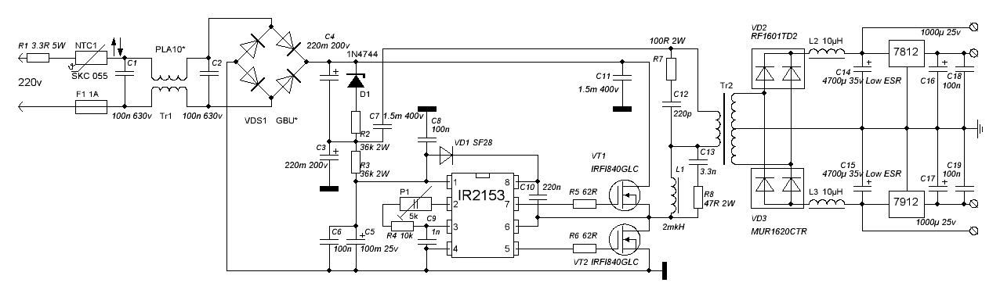 R1 3.3R 5W
NTC1
SKC 055
220v
F1 1A
C1
100n 630v
PLA10*
Tr1
C2
100n 630v
VDS1
GBU*
C4
220m 200v
1N4744
D1
R2
36k 2W
C7
1.5m 400v
C3
220m 200v
R3
36k 2W
C8
100n
VD1 SF28
P1
5k
R4 10k
C9
1n
C6
100n
C5
100m 25v
IR2153
1
2
3
4
8
7
6
5
C10
220n
R5 62R
R6 62R
VT1
IRFI840GLC
VT2 IRFI840GLC
C11
1.5m 400v
100R 2W
R7
C12
220p
L1
2mkH
C13
3.3n
R8
47R 2W
Tr2
VD2
RF1601TD2
VD3
MUR1620CTR
L2 10μH
L3 10μH
C14
4700μ 35v Low ESR
C15
4700μ 35v Low ESR
7812
7912
1000μ 25v
C16
C18
100n
C17
C19
100n
1000μ 25v